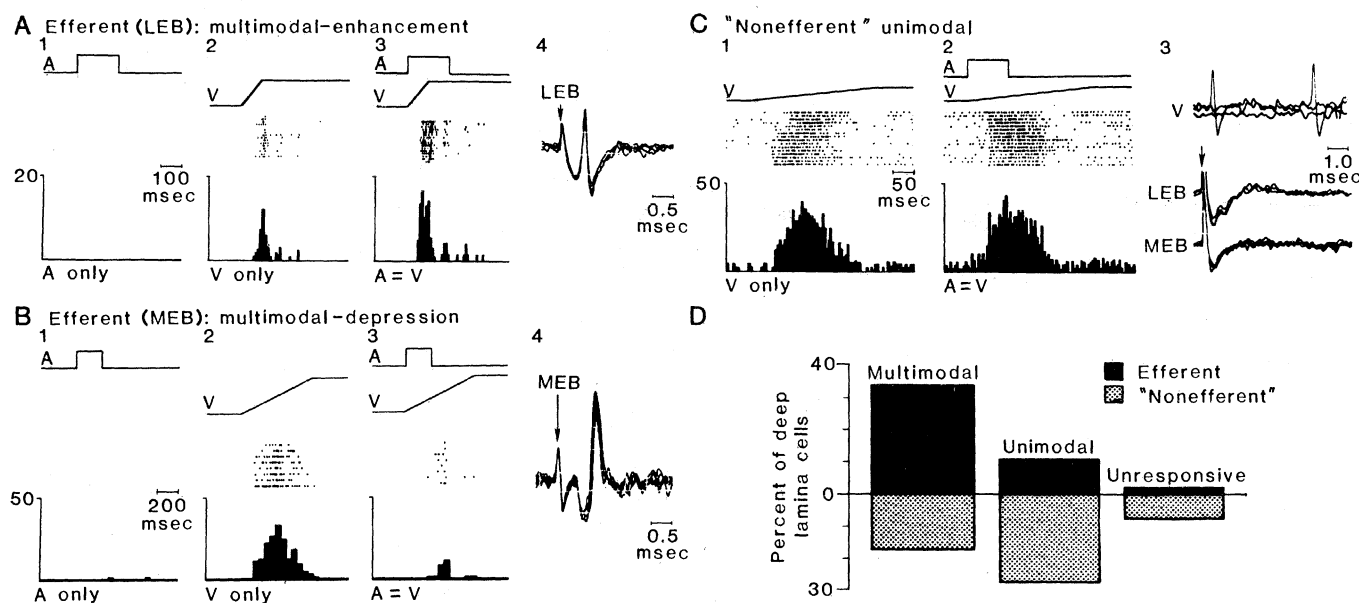 A Efferent (LEB): multimodal-enhancement
1
2
3
4
A
V
A
V
LEB
20
100
msec
0.5
msec
A only
V only
A = V
B Efferent (MEB): multimodal-depression
1
2
3
4
A
V
A
V
MEB
50
200
msec
0.5
msec
A only
V only
A = V
C "Nonefferent" unimodal
1
2
3
V
A
V
V
1.0
msec
LEB
MEB
50
50
msec
V only
A=V
D
40
Multimodal
Efferent
"Nonefferent"
Unimodal
Unresponsive
0
30
Percent of deep
lamina cells